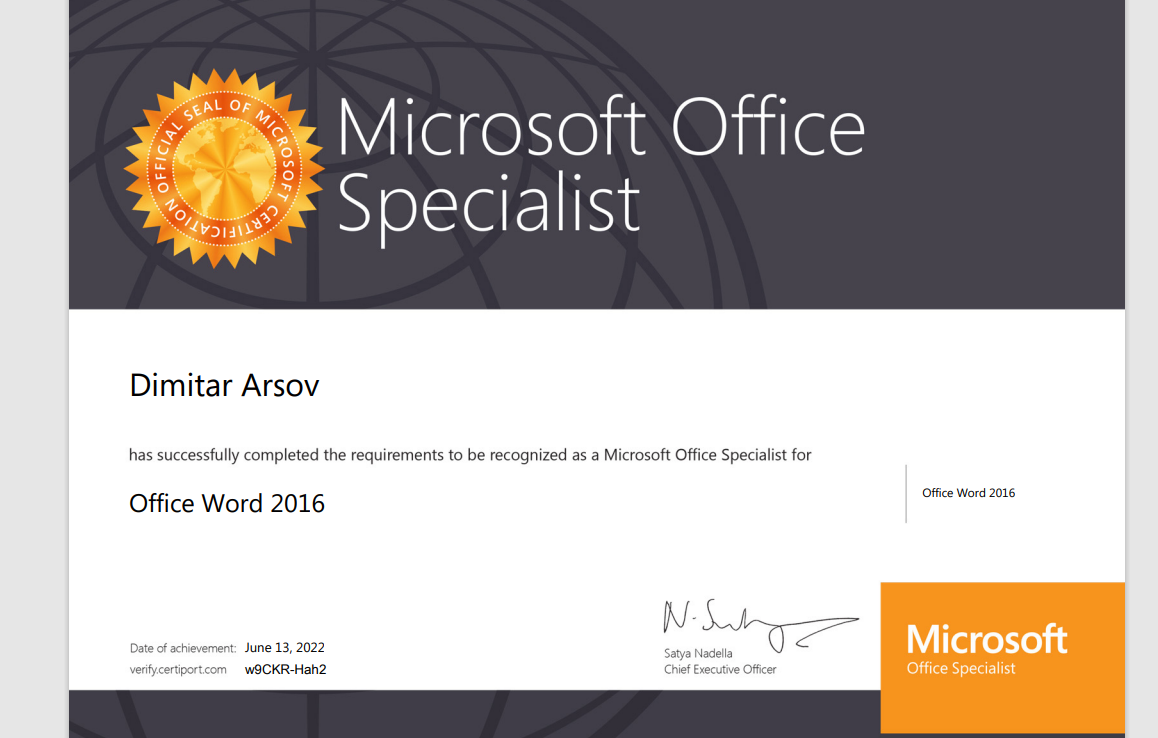 OFFICIAL SEAL OF MICROSOFT CERTIFICATION
Microsoft Office
Specialist
Dimitar Arsov
has successfully completed the requirements to be recognized as a Microsoft Office Specialist for
Office Word 2016
Office Word 2016
Date of achievement: June 13, 2022
verify.certiport.com w9CKR-Hah2
Satya Nadella
Chief Executive Officer
Microsoft
Office Specialist